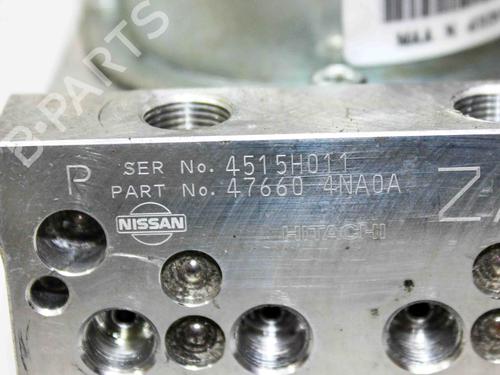 SER No. 4515H011
P PART No. 47660 4NA0A
Z
NISSAN
HITACHI
B-PARTS